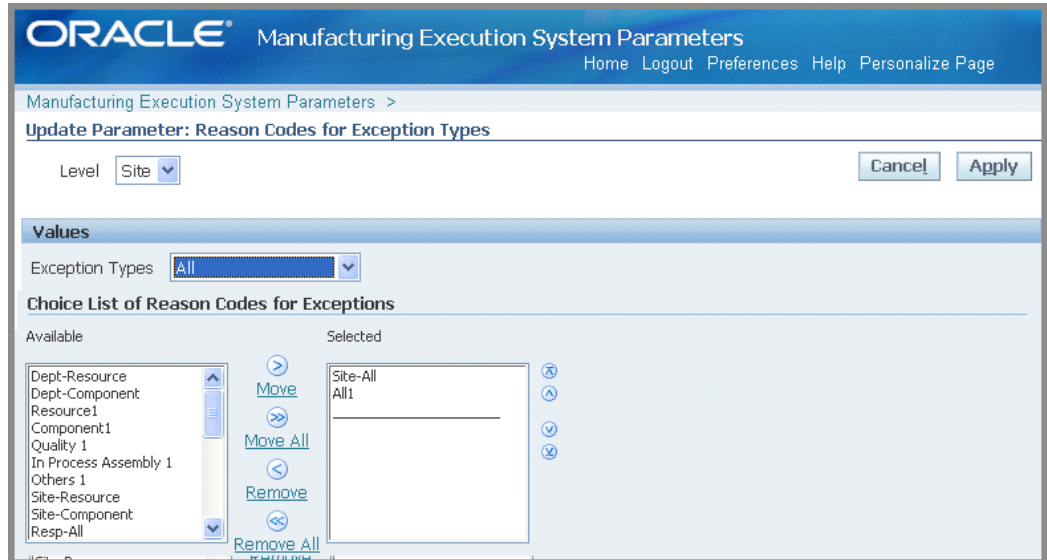 ORACLE® Manufacturing Execution System Parameters
Home Logout Preferences Help Personalize Page
Manufacturing Execution System Parameters >
Update Parameter: Reason Codes for Exception Types
Level Site Cancel Apply
Values
Exception Types All
Choice List of Reason Codes for Exceptions
Available Selected
Dept-Resource
Dept-Component
Resource1
Component1
Quality 1
In Process Assembly 1
Others 1
Site-Resource
Site-Component
Resp-All
Move
Move All
Remove
Remove All
Site-All
All1
Remove